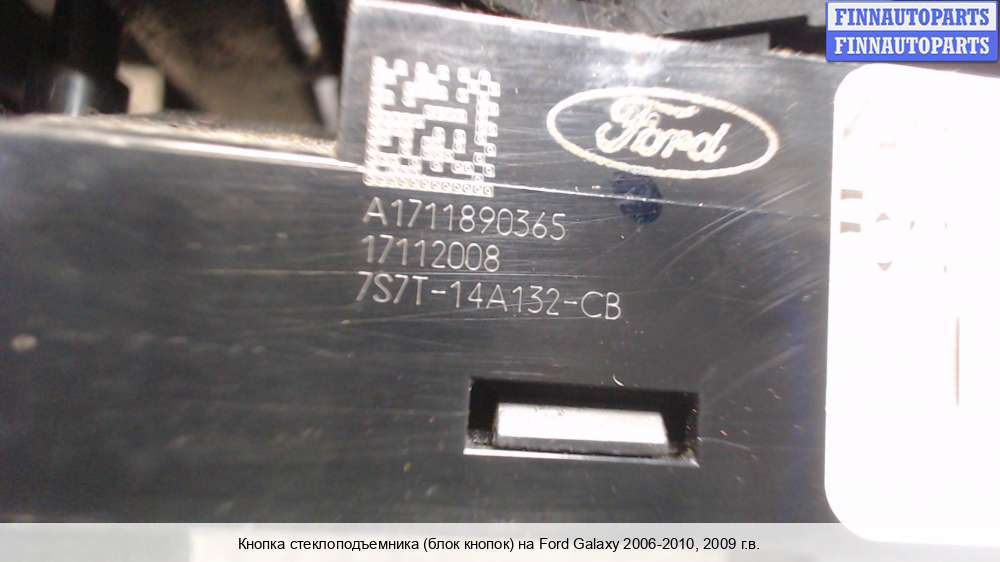 FINNAUTOPARTS
FINNAUTOPARTS
Ford
A1711890365
17112008
7S7T-14A132-CB
Кнопка стеклоподъемника (блок кнопок) на Ford Galaxy 2006-2010, 2009 г.в.